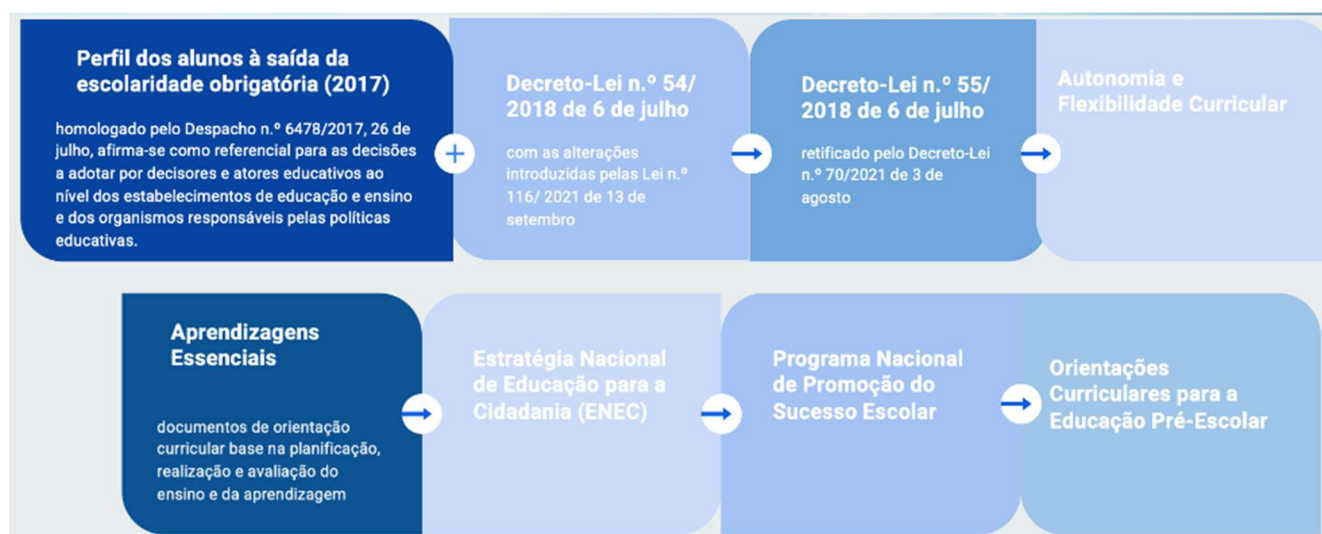 Perfil dos alunos à saída da
escolaridade obrigatória (2017)
homologado pelo Despacho n.º 6478/2017, 26 de
julho, afirma-se como referencial para as decisões
a adotar por decisores e atores educativos ao
nível dos estabelecimentos de educação e ensino
e dos organismos responsáveis pelas políticas
educativas.
Decreto-Lei n.º 54/
2018 de 6 de julho
com as alterações
introduzidas pelas Lei n.º
116/ 2021 de 13 de
setembro
Decreto-Lei n.º 55/
2018 de 6 de julho
retificado pelo Decreto-Lei
n.º 70/2021 de 3 de
agosto
Autonomia e
Flexibilidade Curricular
Aprendizagens
Essenciais
documentos de orientação
curricular base na planificação,
realização e avaliação do
ensino e da aprendizagem
Estratégia Nacional
de Educação para a
Cidadania (ENEC)
Programa Nacional
de Promoção do
Sucesso Escolar
Orientações
Curriculares para a
Educação Pré-Escolar